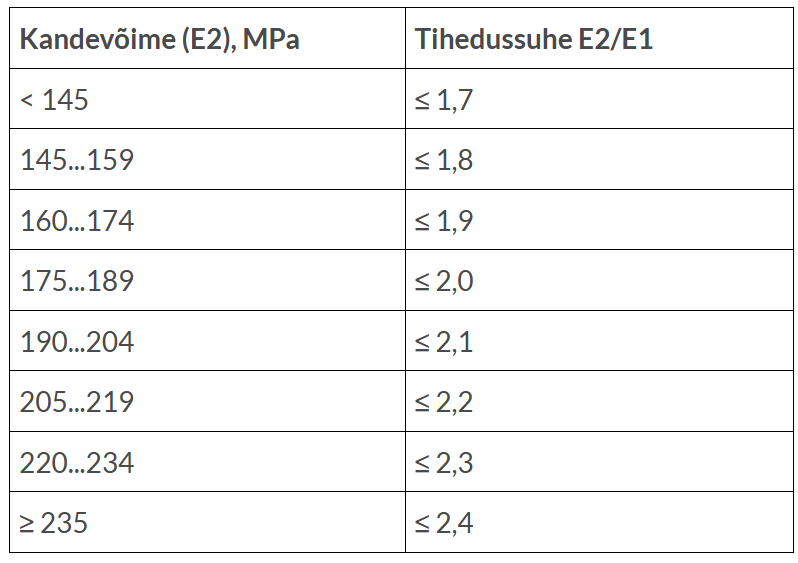 Kandevõime (E2), MPa Tihedussuhe E2/E1
< 145 ≤ 1,7
145...159 ≤ 1,8
160...174 ≤ 1,9
175...189 ≤ 2,0
190...204 ≤ 2,1
205...219 ≤ 2,2
220...234 ≤ 2,3
≥ 235 ≤ 2,4